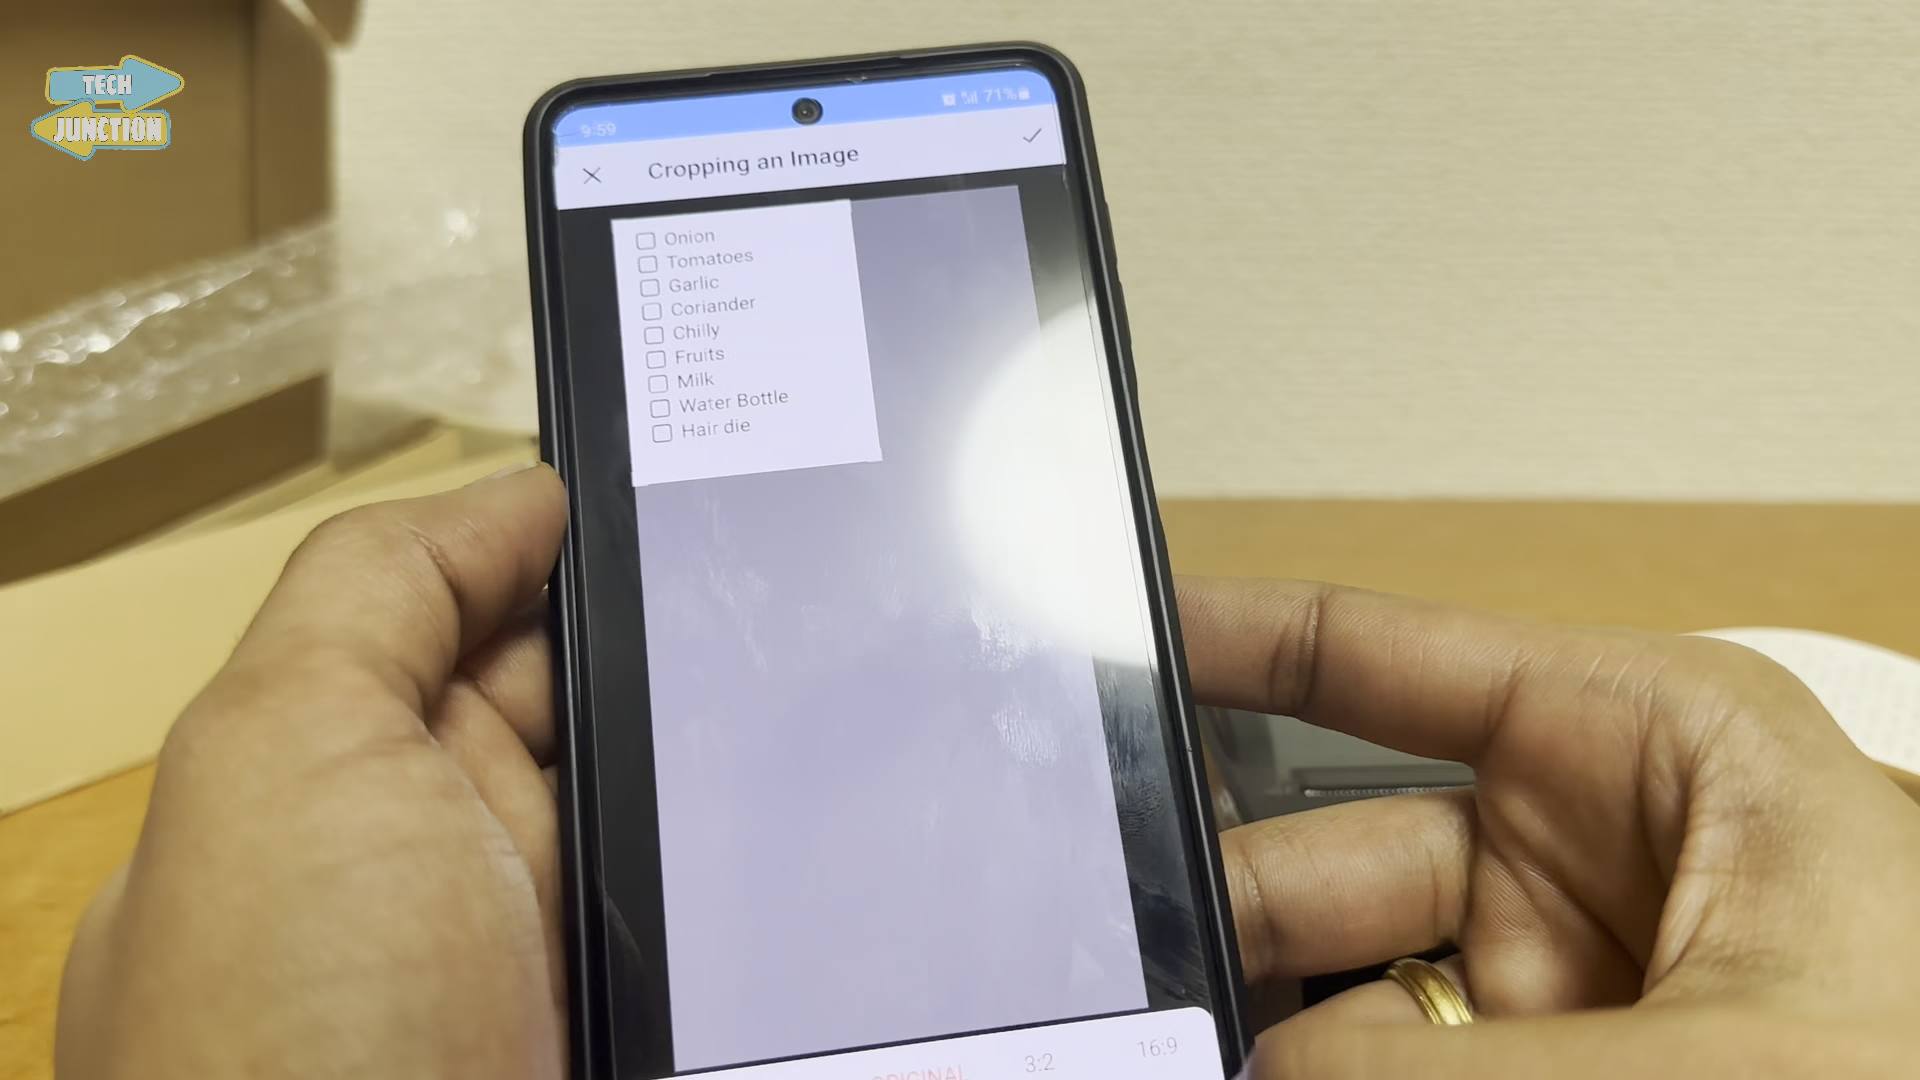 TECH
JUNCTION
9:59
71%
Cropping an Image
Onion
Tomatoes
Garlic
Coriander
Chilly
Fruits
Milk
Water Bottle
Hair die
ORIGINAL
3:2
16:9